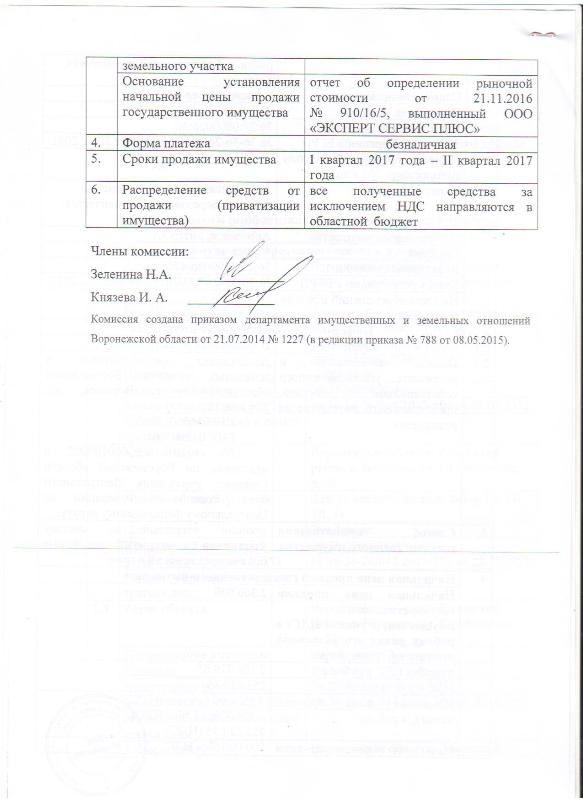 земельного участка
Основание установления
начальной цены продажи
государственного имущества
отчет об определении рыночной
стоимости от 21.11.2016
№ 910/16/5, выполненный ООО
«ЭКСПЕРТ СЕРВИС ПЛЮС»
4. Форма платежа безналичная
5. Сроки продажи имущества I квартал 2017 года – II квартал 2017
года
6. Распределение средств от
продажи (приватизации
имущества)
все полученные средства за
исключением НДС направляются в
областной бюджет
Члены комиссии:
Зеленина Н.А.
Князева И. А.
Комиссия создана приказом департамента имущественных и земельных отношений
Воронежской области от 21.07.2014 № 1227 (в редакции приказа № 788 от 08.05.2015).